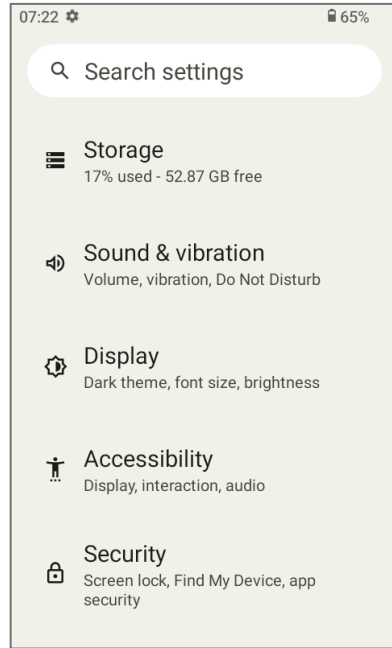 07:22 65%
Search settings
Storage
17% used - 52.87 GB free
Sound & vibration
Volume, vibration, Do Not Disturb
Display
Dark theme, font size, brightness
Accessibility
Display, interaction, audio
Security
Screen lock, Find My Device, app
security